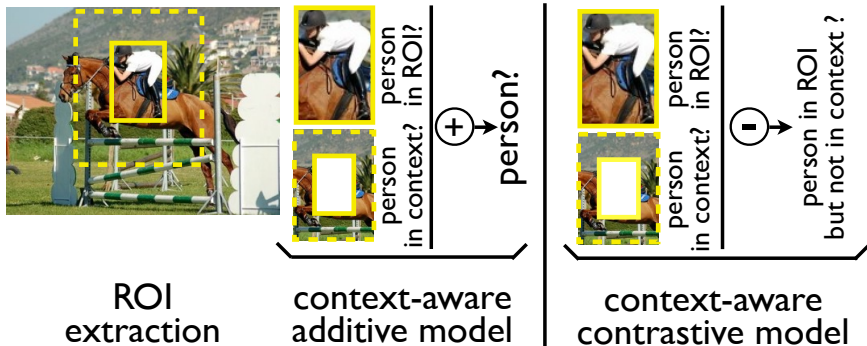 person
in ROI?
person
in context?
+
person?
person
in ROI?
person
in context?
-
person in ROI
but not in context ?
ROI
extraction
context-aware
additive model
context-aware
contrastive model